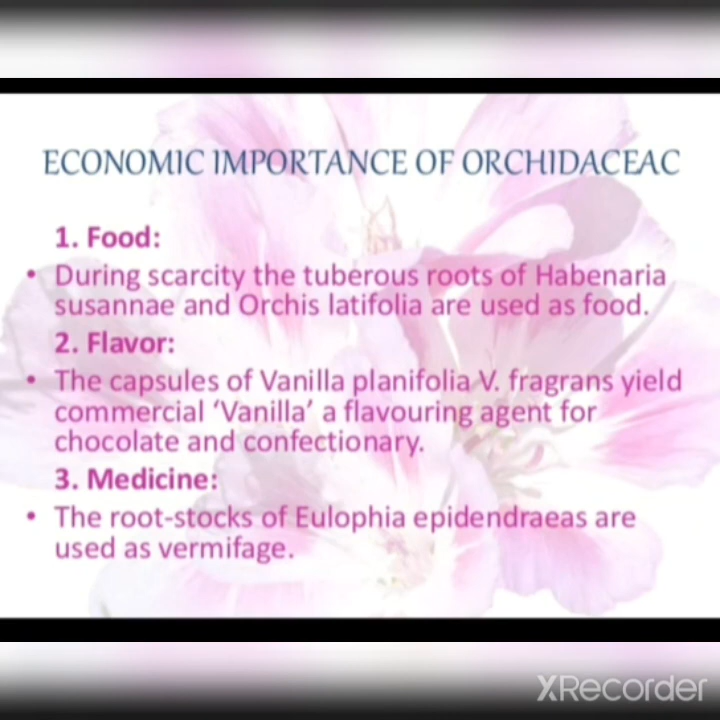 ECONOMIC IMPORTANCE OF ORCHIDACEAC
1. Food:
• During scarcity the tuberous roots of Habenaria
susannae and Orchis latifolia are used as food.
2. Flavor:
• The capsules of Vanilla planifolia V. fragrans yield
commercial ‘Vanilla’ a flavouring agent for
chocolate and confectionary.
3. Medicine:
• The root-stocks of Eulophia epidendraeas are
used as vermifage.
XRecorder